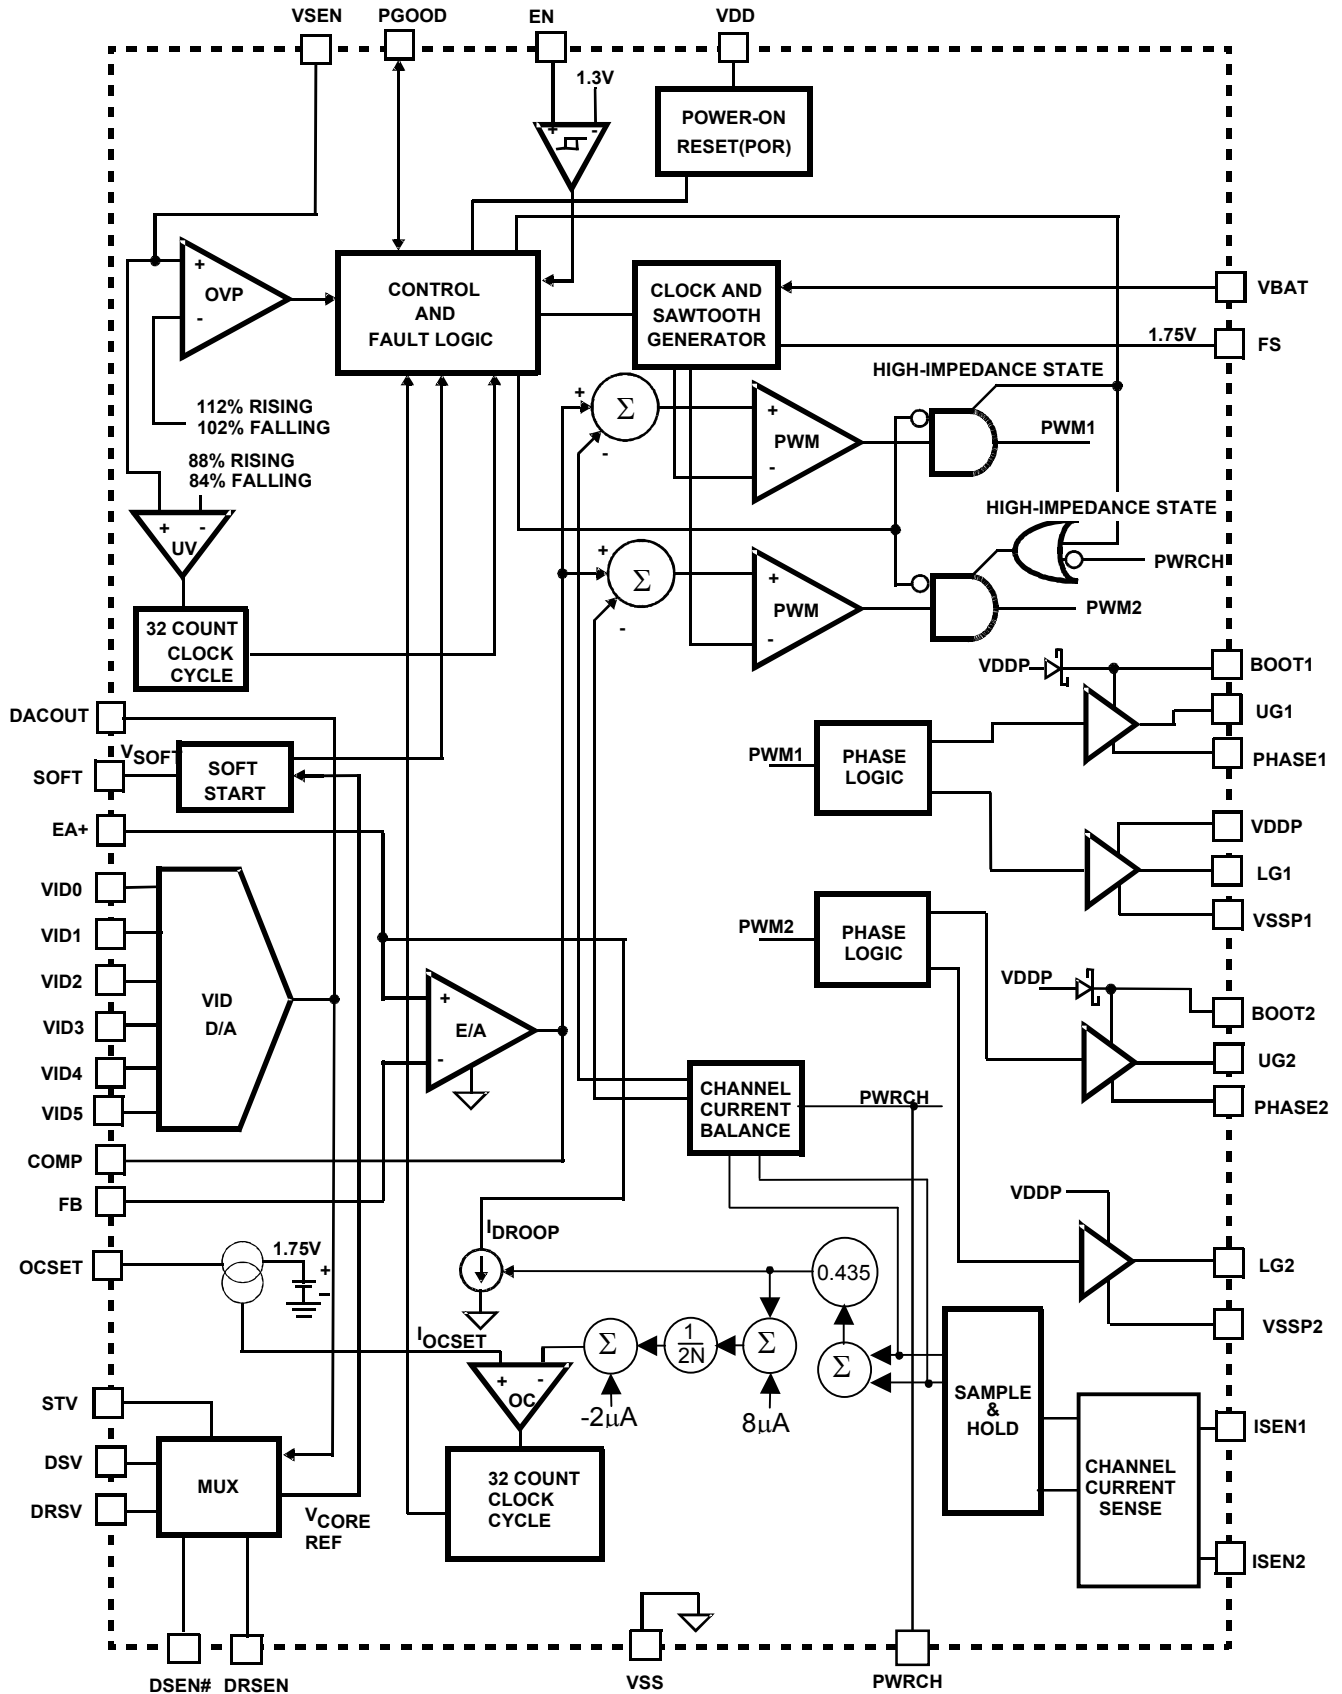 VSEN
PGOOD
EN
VDD
1.3V
+
-
POWER-ON
RESET(POR)
+
OVP
-
CONTROL
AND
FAULT LOGIC
CLOCK AND
SAWTOOTH
GENERATOR
VBAT
1.75V
FS
HIGH-IMPEDANCE STATE
112% RISING
102% FALLING
+
Σ
-
+
PWM
-
PWM1
88% RISING
84% FALLING
HIGH-IMPEDANCE STATE
+
-
UV
+
Σ
-
+
PWM
-
PWRCH
PWM2
32 COUNT
CLOCK
CYCLE
VDDP
BOOT1
DACOUT
UG1
VSOFT
SOFT
SOFT
START
PWM1
PHASE
LOGIC
PHASE1
EA+
VDDP
VID0
LG1
VID1
VSSP1
PWM2
PHASE
LOGIC
VID2
VID
D/A
VDDP
VID3
+
E/A
-
BOOT2
VID4
UG2
VID5
CHANNEL
CURRENT
BALANCE
PWRCH
PHASE2
COMP
FB
VDDP
IDROOP
OCSET
1.75V
+
-
0.435
LG2
IOCSET
Σ
1
2N
Σ
Σ
VSSP2
+
-
OC
-2µA
8µA
SAMPLE
&
HOLD
STV
ISEN1
DSV
MUX
32 COUNT
CLOCK
CYCLE
CHANNEL
CURRENT
SENSE
DRSV
VCORE
REF
ISEN2
DSEN#
DRSEN
VSS
PWRCH